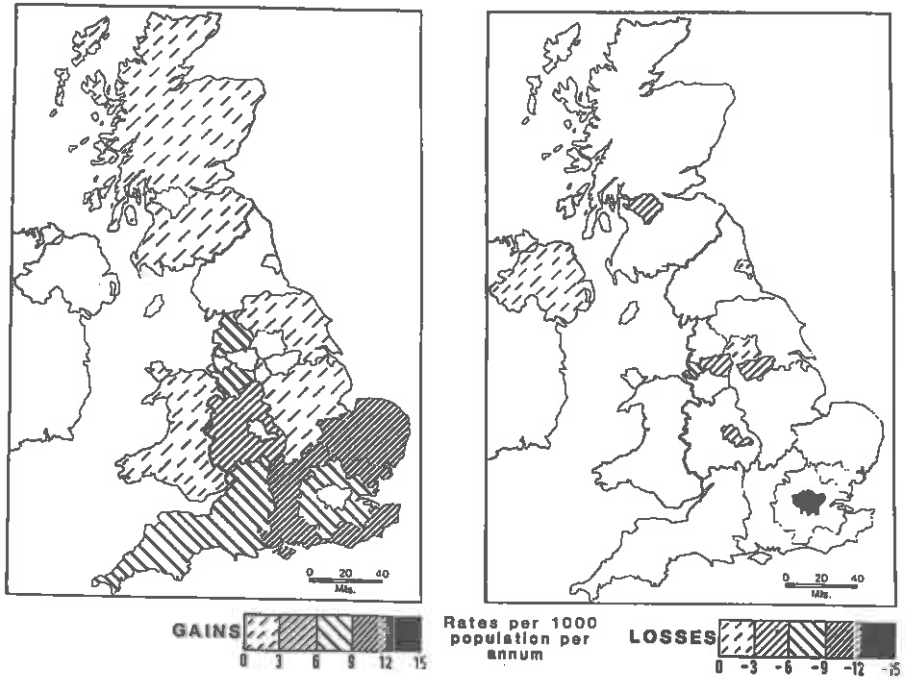 0 20 40
Mls.
0 20 40
Mls.
GAINS
0 3 6 9 12 15
Rates per 1000
population per
annum
LOSSES
0 -3 -6 -9 -12 -15